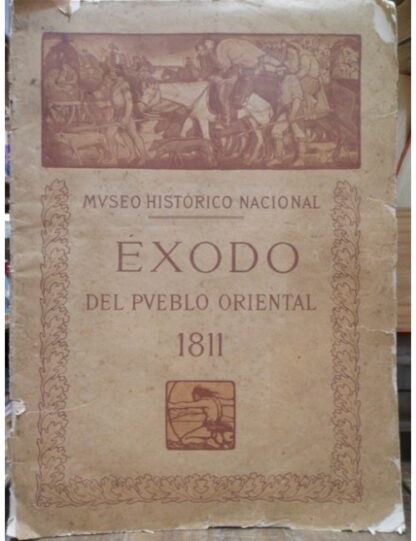 MVSEO HISTÓRICO NACIONAL
ÉXODO
DEL PVEBLO ORIENTAL
1811